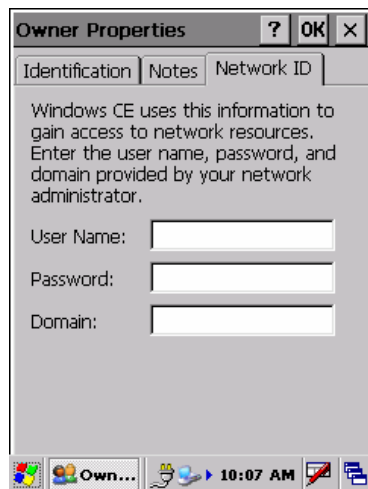 Owner Properties ? OK ×
Identification Notes Network ID
Windows CE uses this information to
gain access to network resources.
Enter the user name, password, and
domain provided by your network
administrator.
User Name:
Password:
Domain:
Own... 10:07 AM